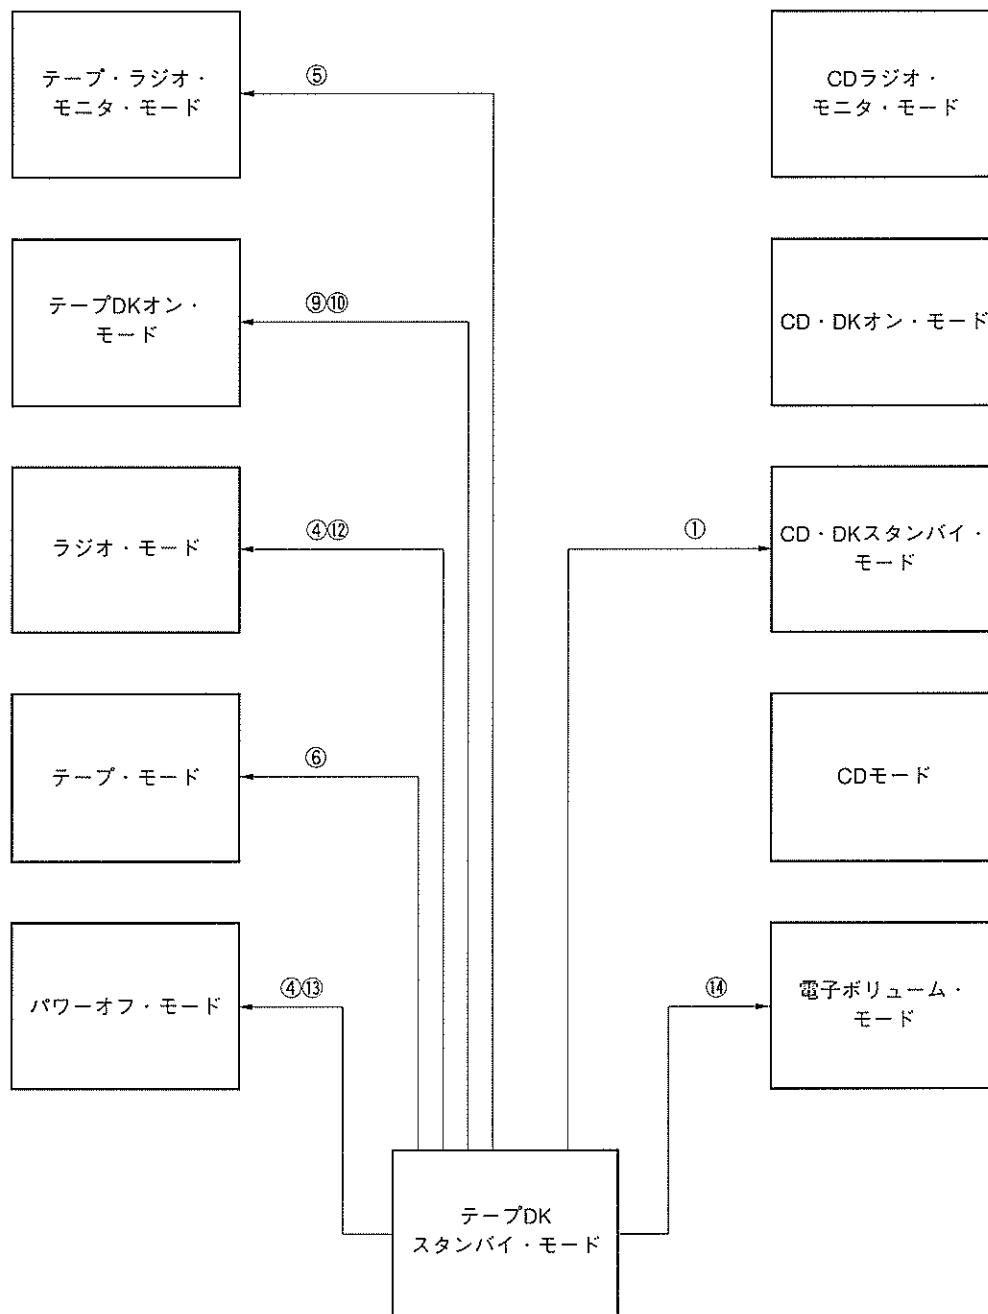 テープ・ラジオ・
モニタ・モード
⑤
CDラジオ・
モニタ・モード
テープDKオン・
モード
⑨⑩
CD・DKオン・モード
ラジオ・モード
④⑫
①
CD・DKスタンバイ・
モード
テープ・モード
⑥
CDモード
パワーオフ・モード
④⑬
⑭
電子ボリューム・
モード
テープDK
スタンバイ・モード